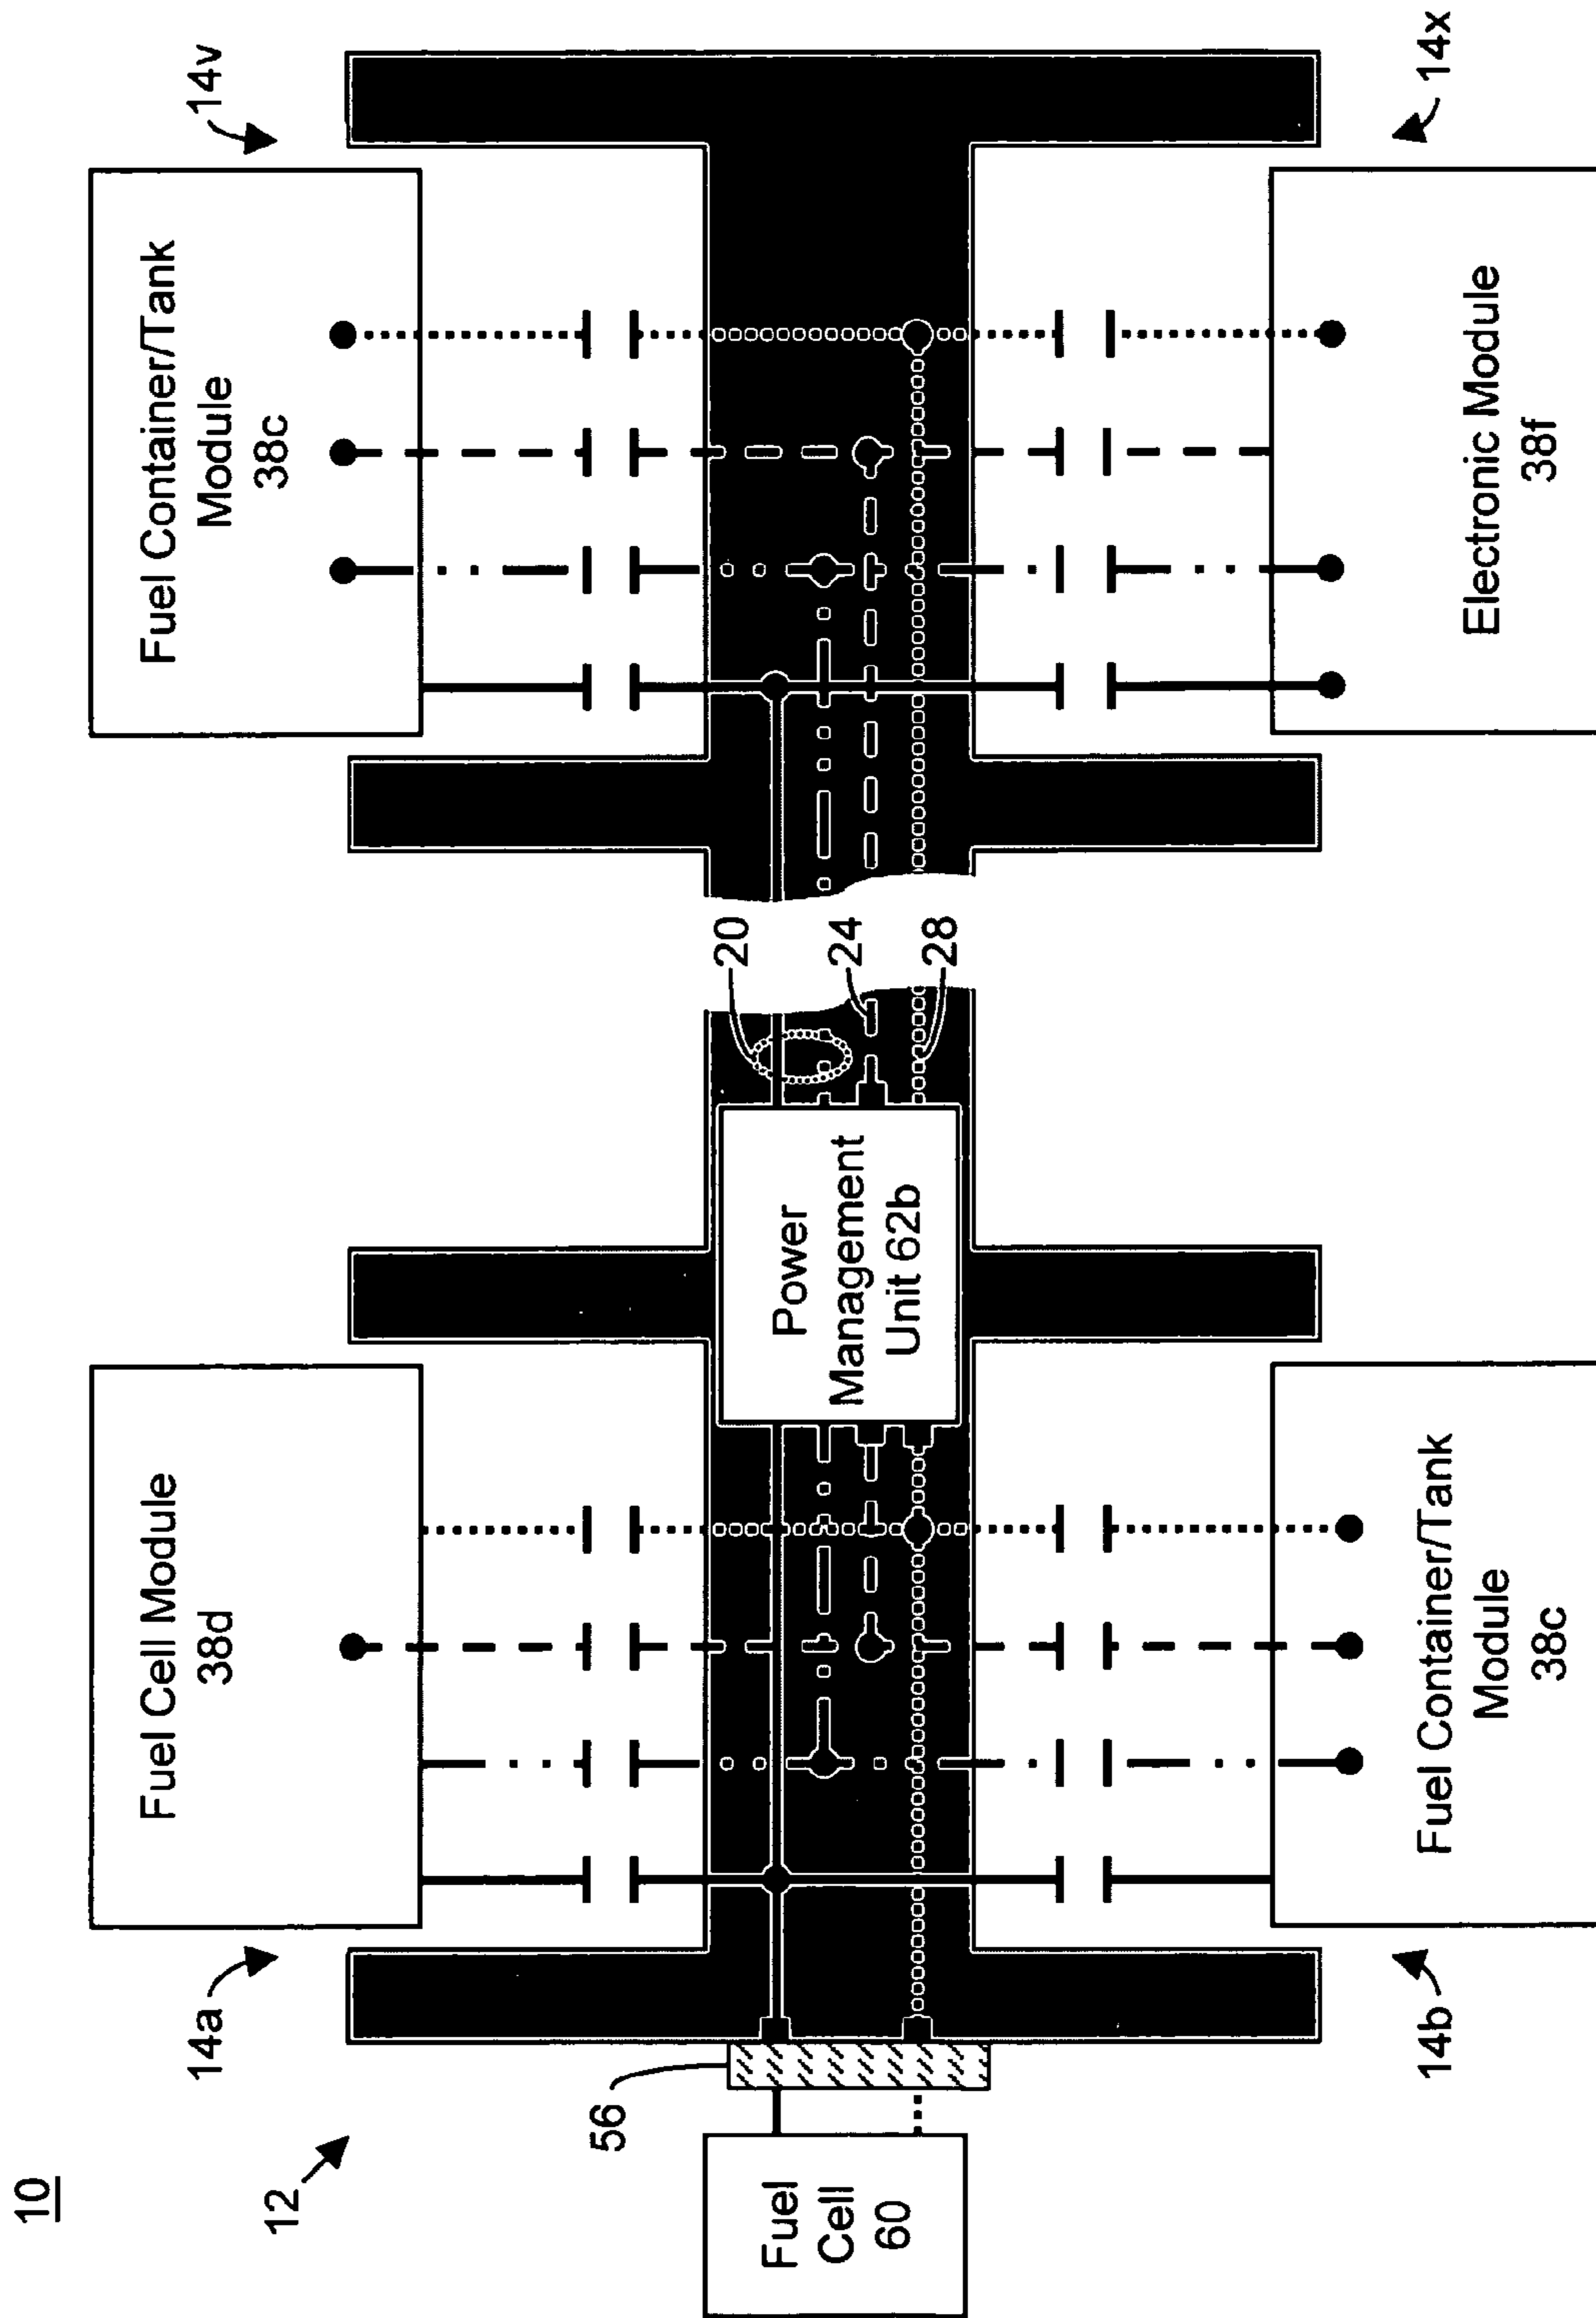 10
12
14a
Fuel Cell Module
38d
14v
Fuel Container/Tank
Module
38c
56
Fuel
Cell
60
Power
Management
Unit 62b
20
24
28
14b
Fuel Container/Tank
Module
38c
14x
Electronic Module
38f